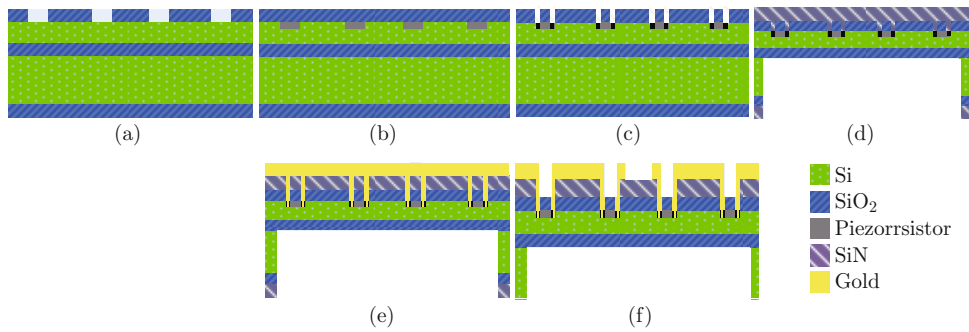 (a)
(b)
(c)
(d)
(e)
(f)
Si
SiO₂
Piezorrsistor
SiN
Gold